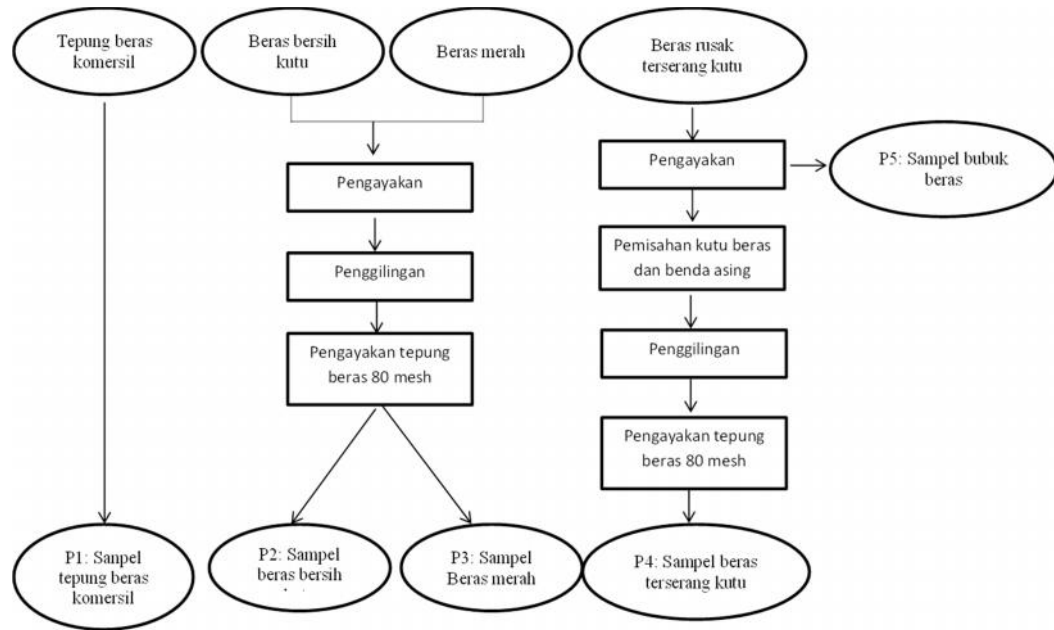 Tepung beras
komersil
Beras bersih
kutu
Beras merah
Beras rusak
terserang kutu
Pengayakan
Penggilingan
Pengayakan tepung
beras 80 mesh
Pengayakan
P5: Sampel bubuk
beras
Pemisahan kutu beras
dan benda asing
Penggilingan
Pengayakan tepung
beras 80 mesh
P1: Sanpel
tepung beras
komersil
P2: Sampel
beras bersih
P3: Sampel
Beras merah
P4: Sampel beras
terserang kutu